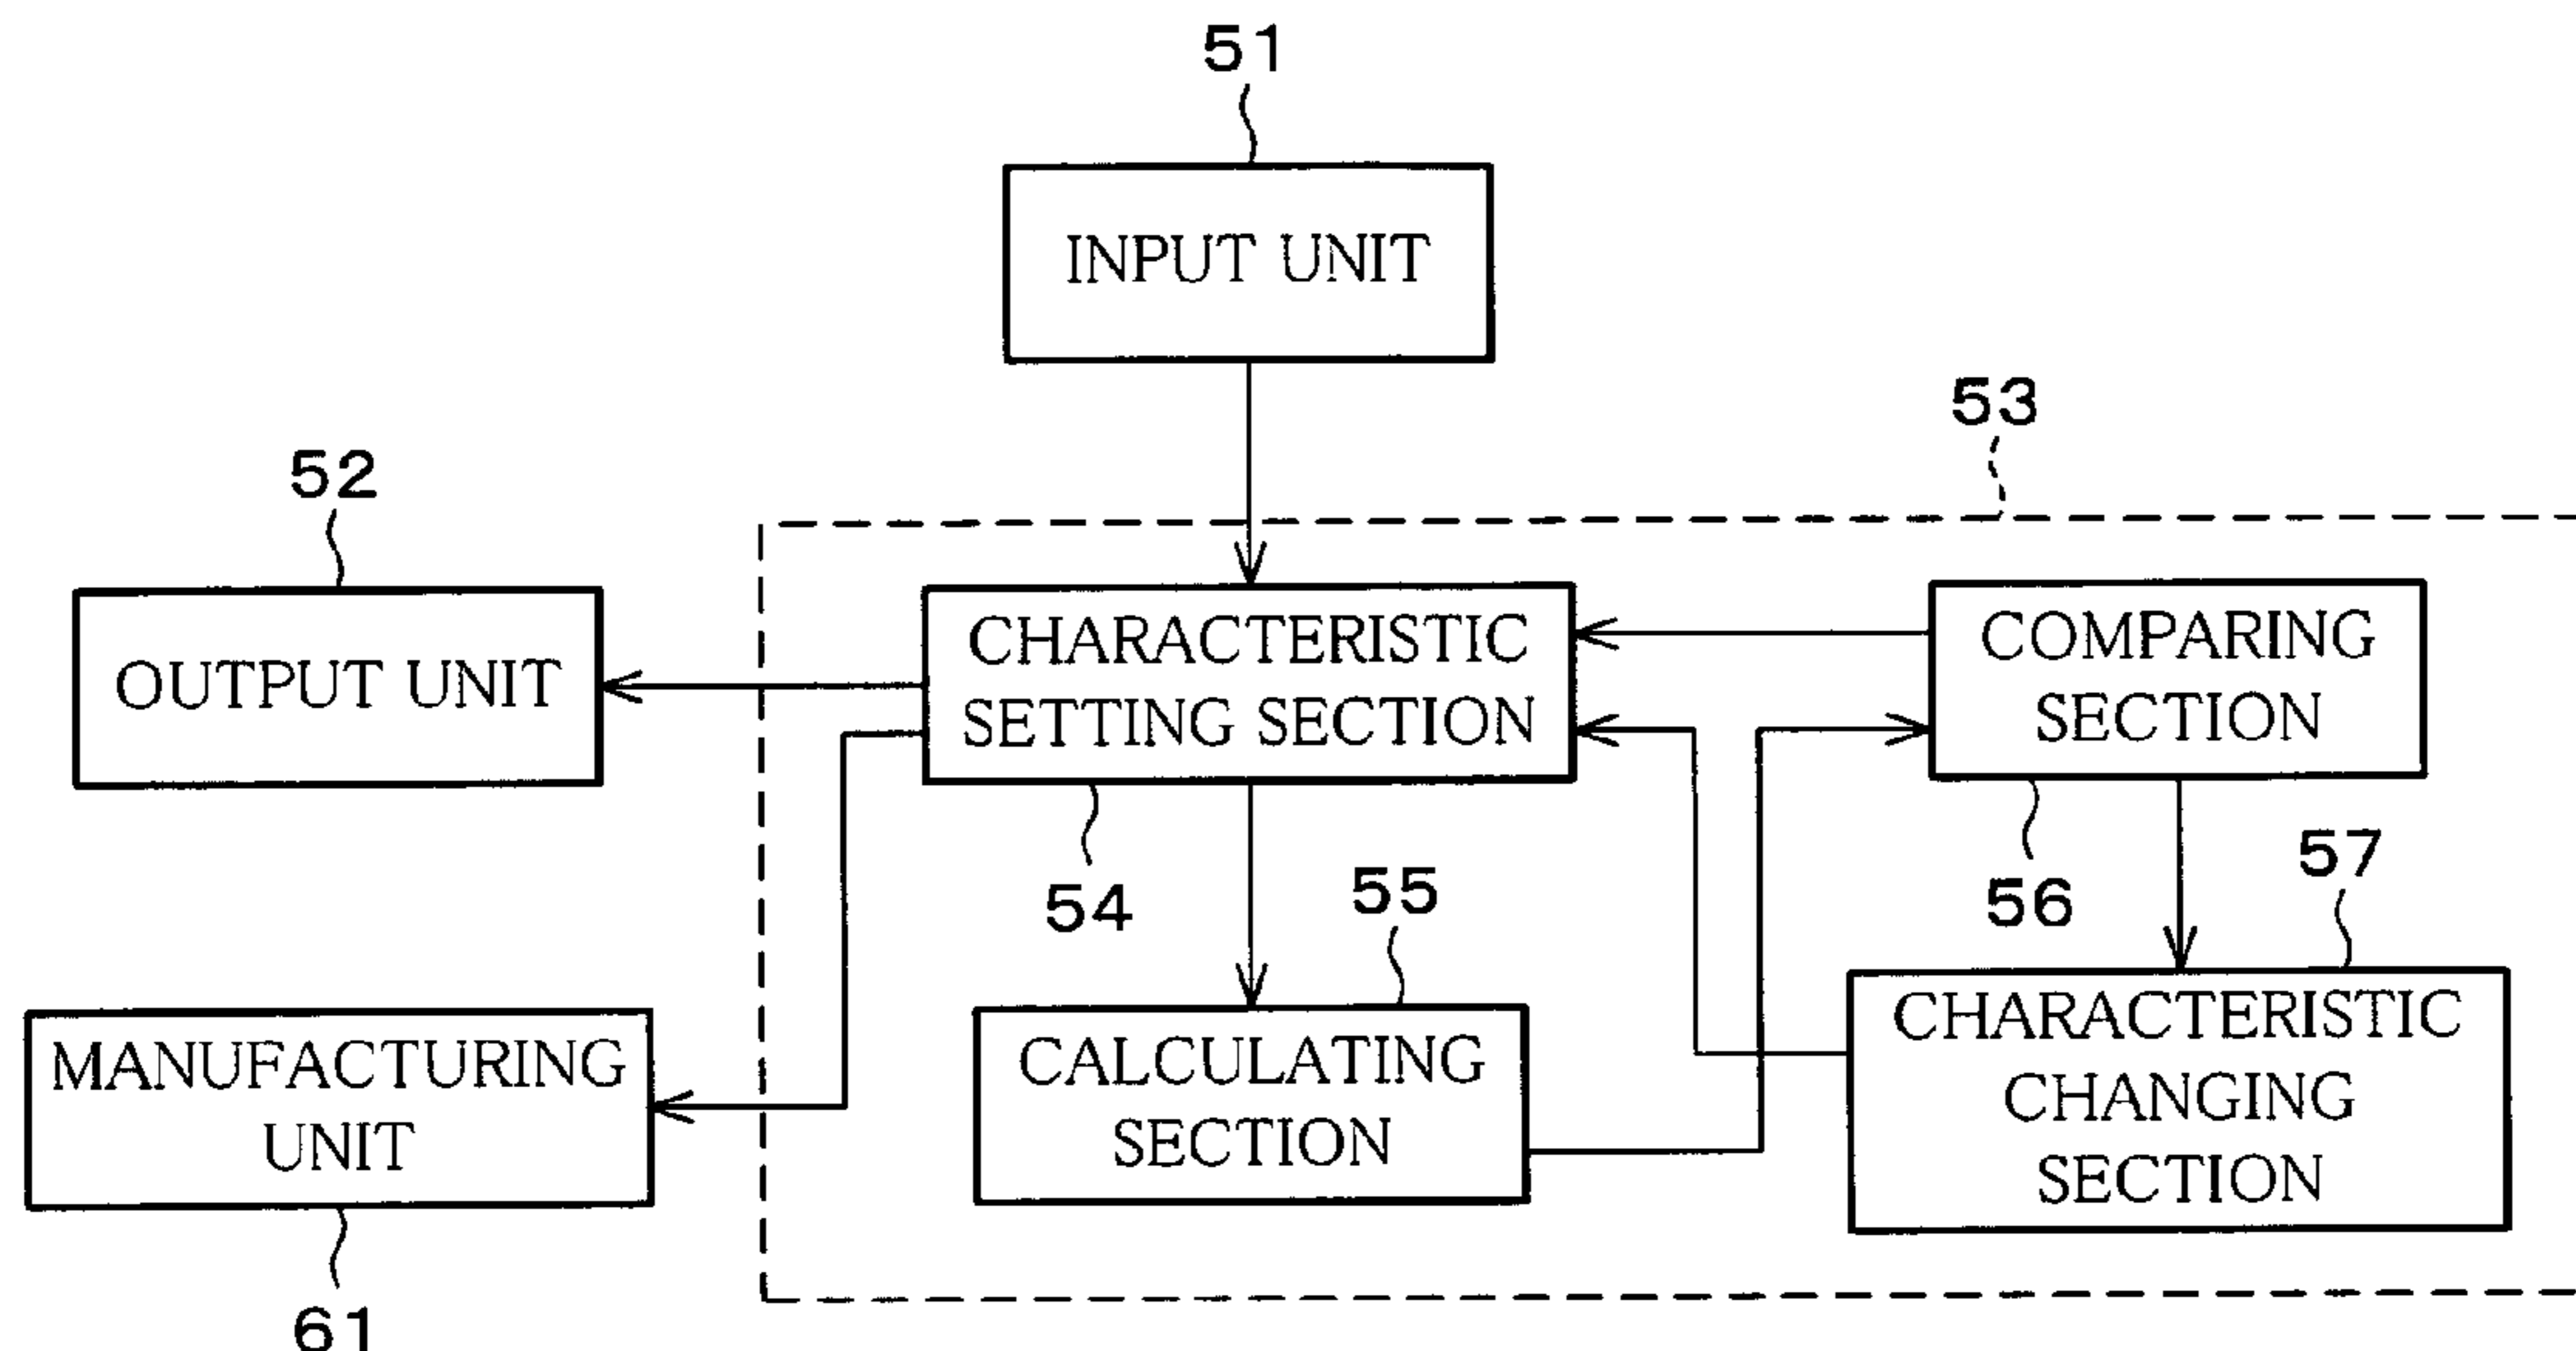 51
INPUT UNIT
53
52
OUTPUT UNIT
CHARACTERISTIC
SETTING SECTION
COMPARING
SECTION
54
55
56
57
MANUFACTURING
UNIT
CALCULATING
SECTION
CHARACTERISTIC
CHANGING
SECTION
61